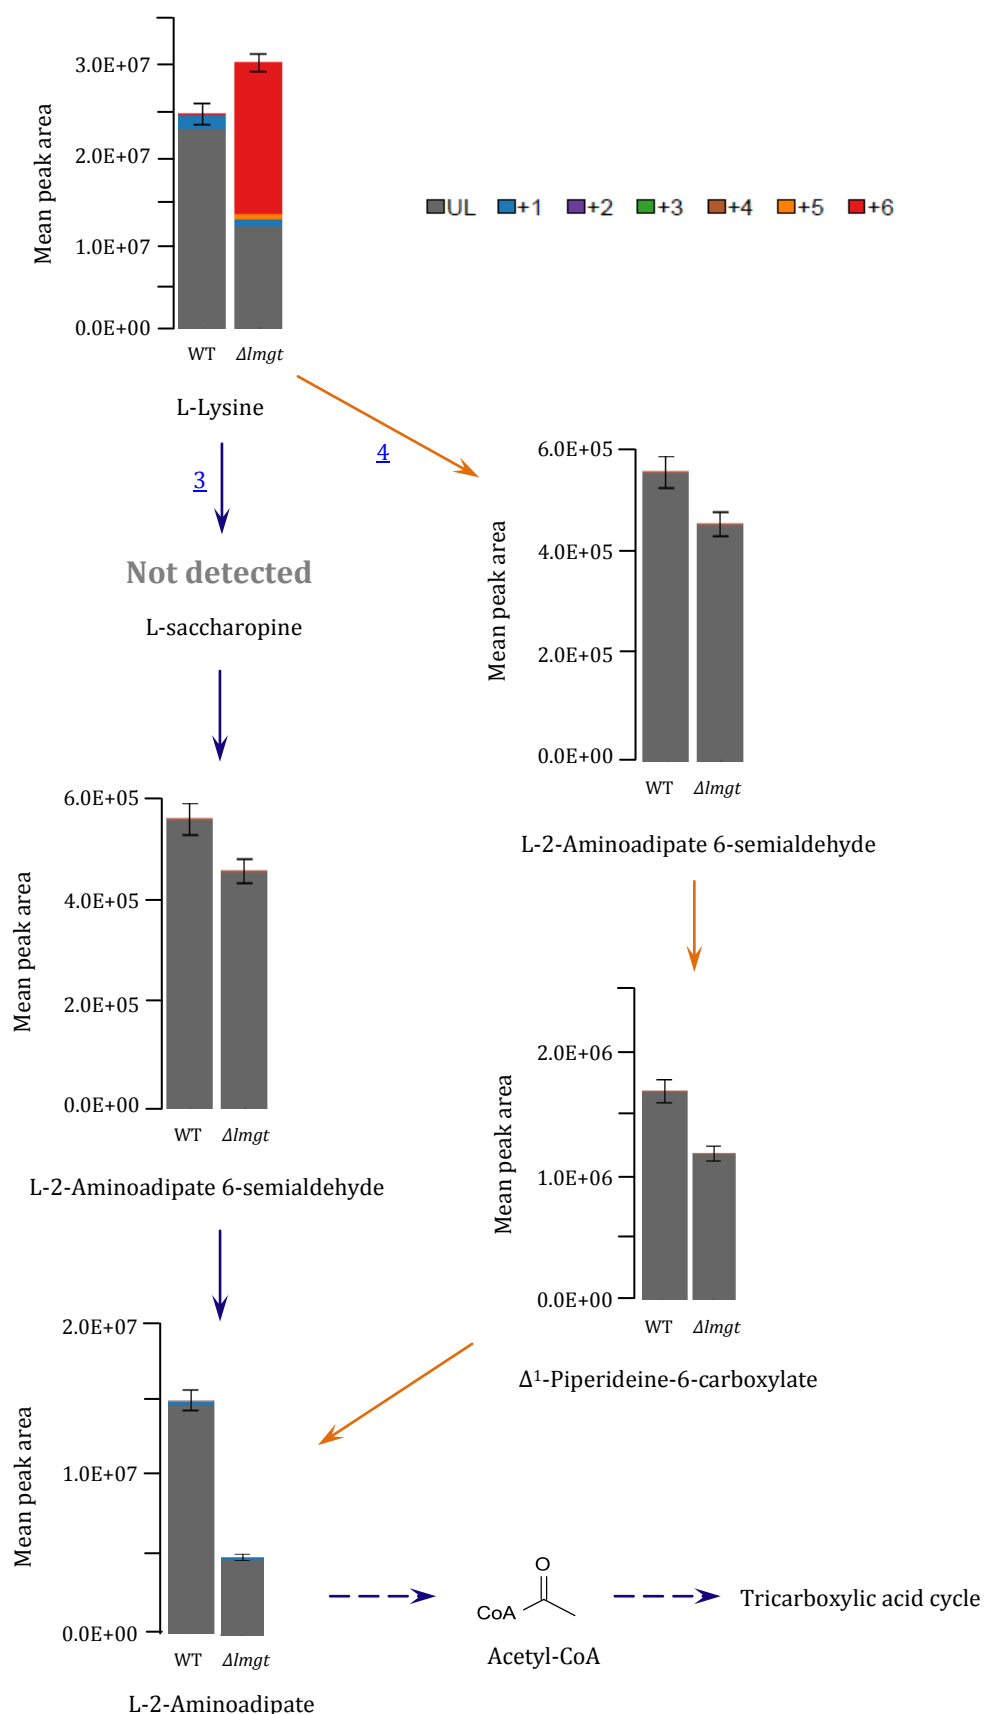 3.0E+07
2.0E+07
1.0E+07
0.0E+00
Mean peak area
WT Δlmgt
L-Lysine
UL +1 +2 +3 +4 +5 +6
3
4
Not detected
L-saccharopine
6.0E+05
4.0E+05
2.0E+05
0.0E+00
Mean peak area
WT Δlmgt
L-2-Aminoadipate 6-semialdehyde
6.0E+05
4.0E+05
2.0E+05
0.0E+00
Mean peak area
WT Δlmgt
L-2-Aminoadipate 6-semialdehyde
2.0E+06
1.0E+06
0.0E+00
Mean peak area
WT Δlmgt
Δ¹-Piperideine-6-carboxylate
2.0E+07
1.0E+07
0.0E+00
Mean peak area
WT Δlmgt
L-2-Aminoadipate
O
CoA
Acetyl-CoA
Tricarboxylic acid cycle